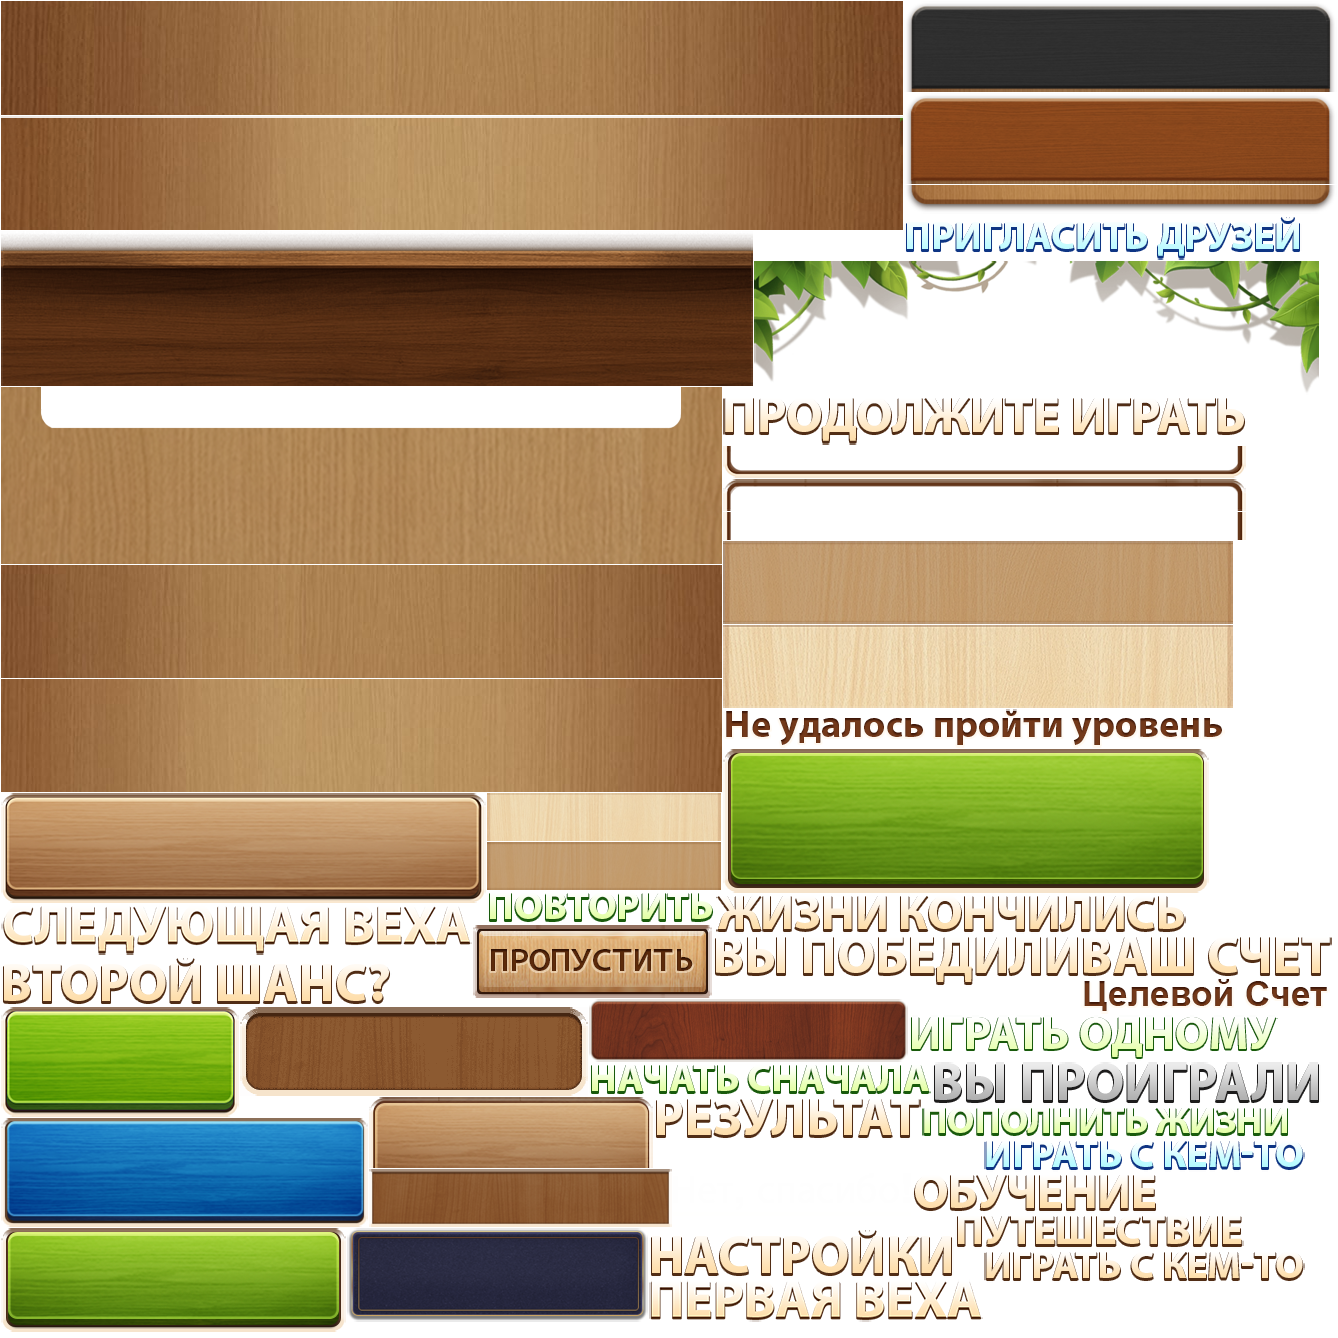 ПРИГЛАСИТЬ ДРУЗЕЙ
ПРОДОЛЖИТЕ ИГРАТЬ
Не удалось пройти уровень
ПОВТОРИТЬ
ЖИЗНИ КОНЧИЛИСЬ
СЛЕДУЮЩАЯ ВЕХА
ПРОПУСТИТЬ
ВЫ ПОБЕДИЛИ
ВАШ СЧЕТ
ВТОРОЙ ШАНС?
Целевой Счет
ИГРАТЬ ОДНОМУ
НАЧАТЬ СНАЧАЛА
ВЫ ПРОИГРАЛИ
РЕЗУЛЬТАТ
ПОПОЛНИТЬ ЖИЗНИ
ИГРАТЬ С КЕМ-ТО
ОБУЧЕНИЕ
ПУТЕШЕСТВИЕ
НАСТРОЙКИ
ИГРАТЬ С КЕМ-ТО
ПЕРВАЯ ВЕХА